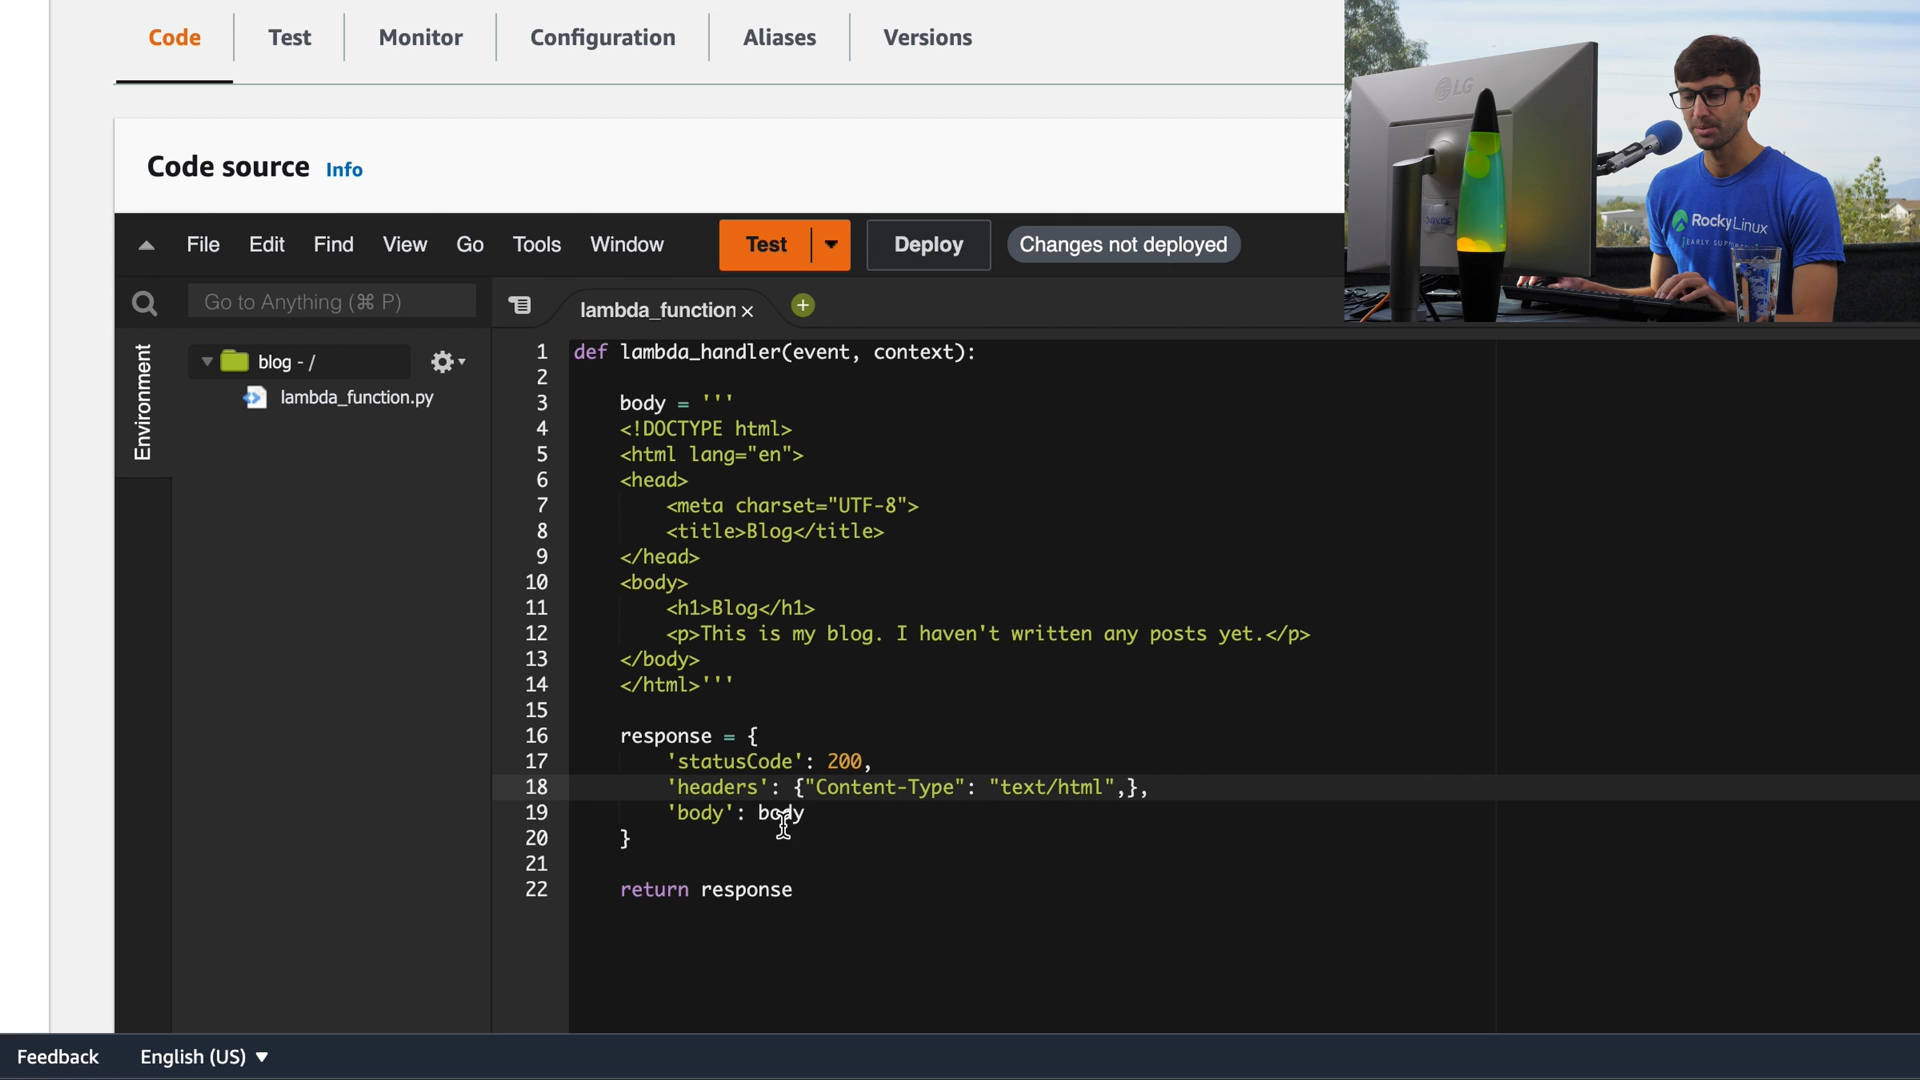 Code Test Monitor Configuration Aliases Versions
LG
Code source Info
RockyLinux
File Edit Find View Go Tools Window Test Deploy Changes not deployed
Go to Anything (⌘ P)
lambda_function ×
Environment
blog - /
lambda_function.py
1 def lambda_handler(event, context):
2
3 body = '''
4 <!DOCTYPE html>
5 <html lang="en">
6 <head>
7 <meta charset="UTF-8">
8 <title>Blog</title>
9 </head>
10 <body>
11 <h1>Blog</h1>
12 <p>This is my blog. I haven't written any posts yet.</p>
13 </body>
14 </html>'''
15
16 response = {
17 'statusCode': 200,
18 'headers': {"Content-Type": "text/html",},
19 'body': body
20 }
21
22 return response
Feedback English (US)